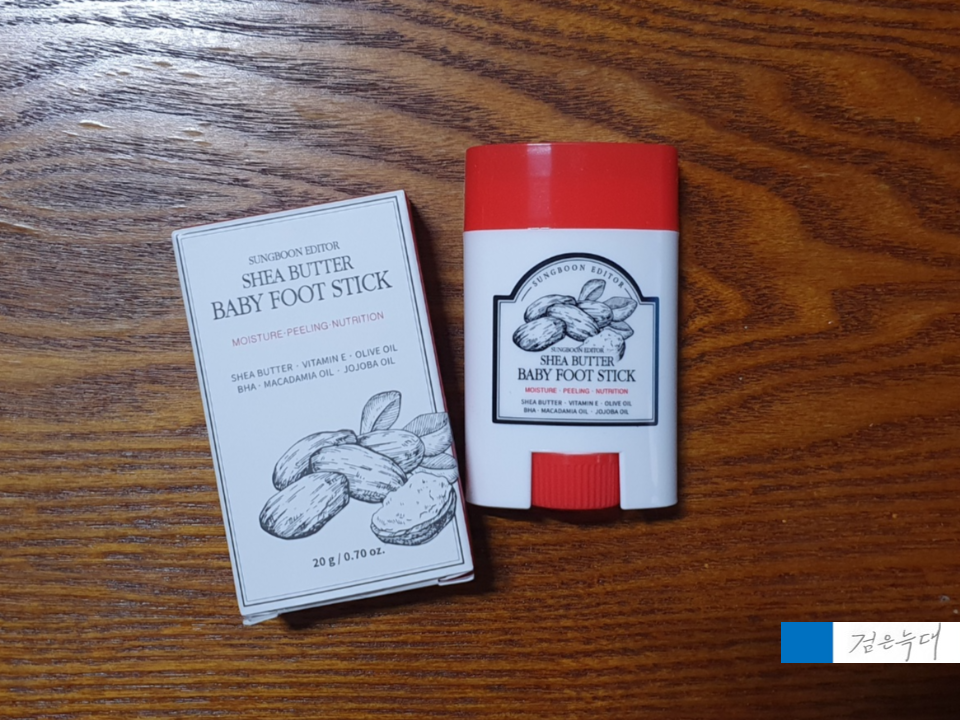 SUNGBOON EDITOR
SHEA BUTTER
BABY FOOT STICK
MOISTURE·PEELING·NUTRITION
SHEA BUTTER · VITAMIN E · OLIVE OIL
BHA · MACADAMIA OIL · JOJOBA OIL
20 g / 0.70 oz.
SUNGBOON EDITOR
SUNGBOON EDITOR
SHEA BUTTER
BABY FOOT STICK
MOISTURE · PEELING · NUTRITION
SHEA BUTTER · VITAMIN E · OLIVE OIL
BHA · MACADAMIA OIL · JOJOBA OIL
검은늑대